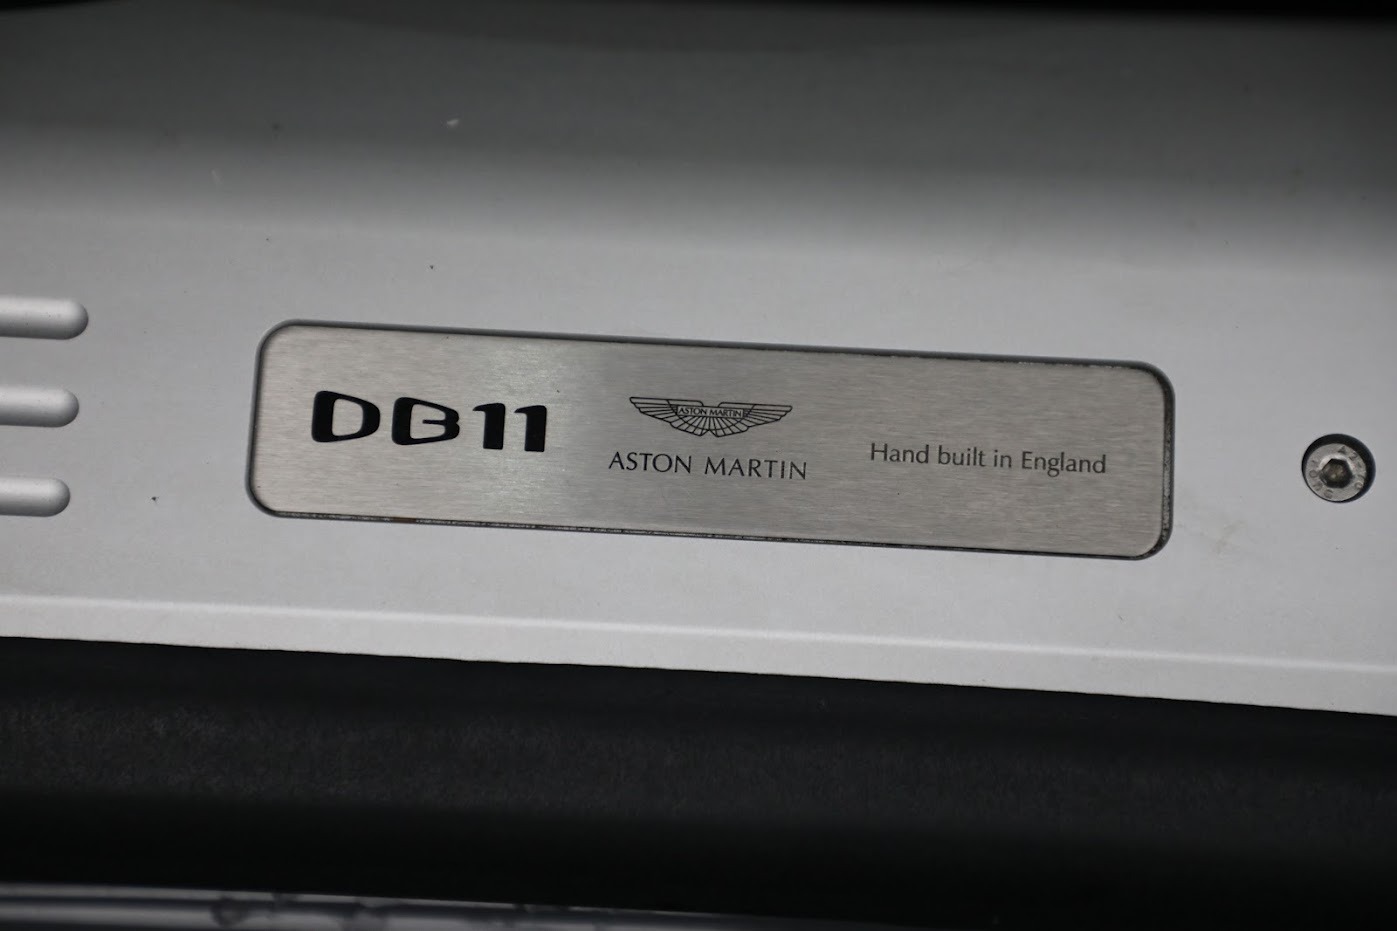 DB11
ASTON MARTIN
ASTON MARTIN
Hand built in England